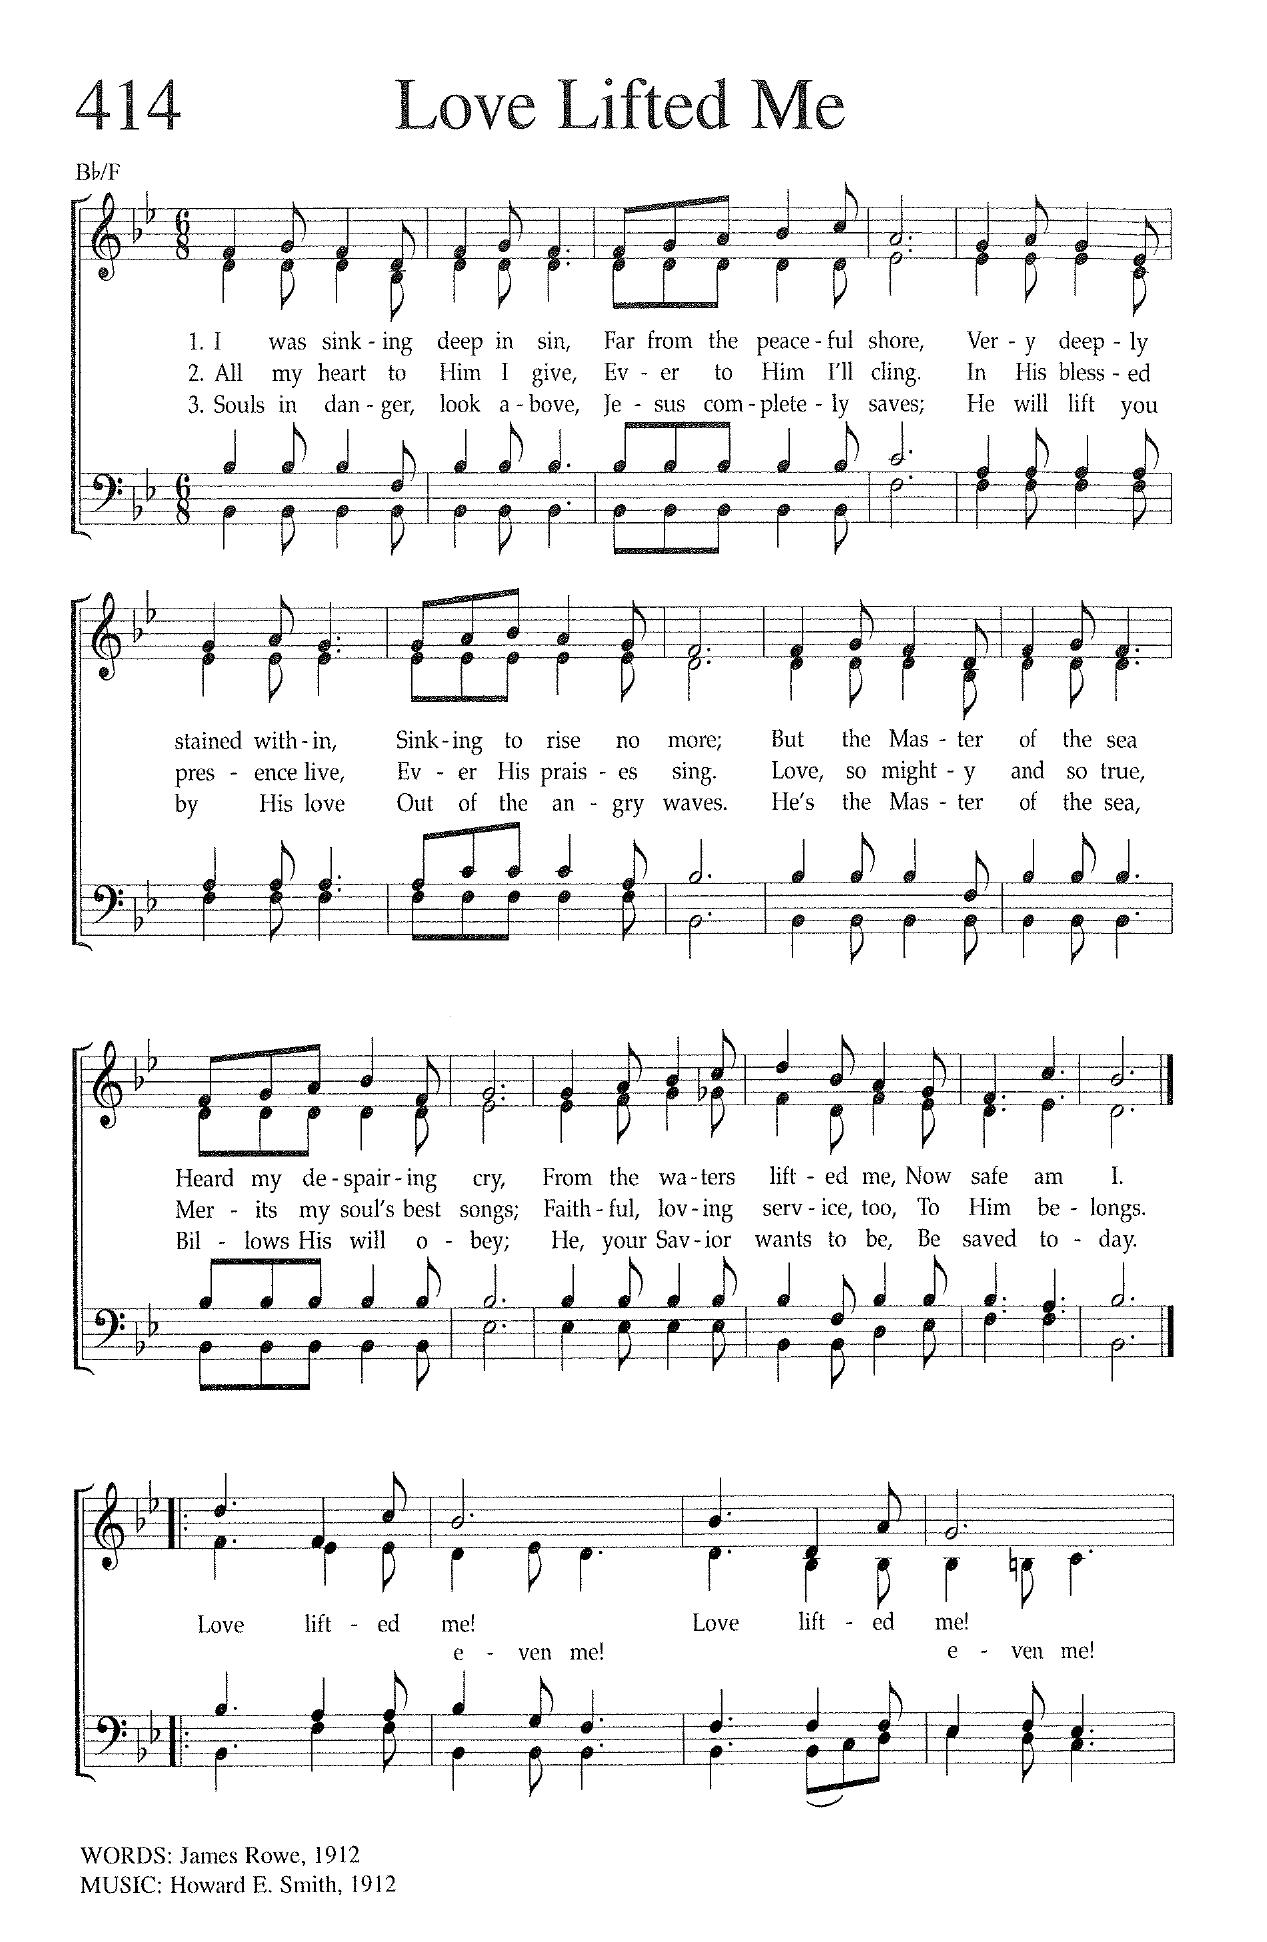 414 Love Lifted Me
B♭/F
1. I was sink - ing deep in sin, Far from the peace - ful shore, Ver - y deep - ly
2. All my heart to Him I give, Ev - er to Him I'll cling. In His bless - ed
3. Souls in dan - ger, look a - bove, Je - sus com - plete - ly saves; He will lift you
stained with - in, Sink - ing to rise no more; But the Mas - ter of the sea
pres - ence live, Ev - er His prais - es sing. Love, so might - y and so true,
by His love Out of the an - gry waves. He's the Mas - ter of the sea,
Heard my de - spair - ing cry, From the wa - ters lift - ed me, Now safe am I.
Mer - its my soul's best songs; Faith - ful, lov - ing serv - ice, too, To Him be - longs.
Bil - lows His will o - bey; He, your Sav - ior wants to be, Be saved to - day.
Love lift - ed me! Love lift - ed me!
e - ven me! e - ven me!
WORDS: James Rowe, 1912
MUSIC: Howard E. Smith, 1912